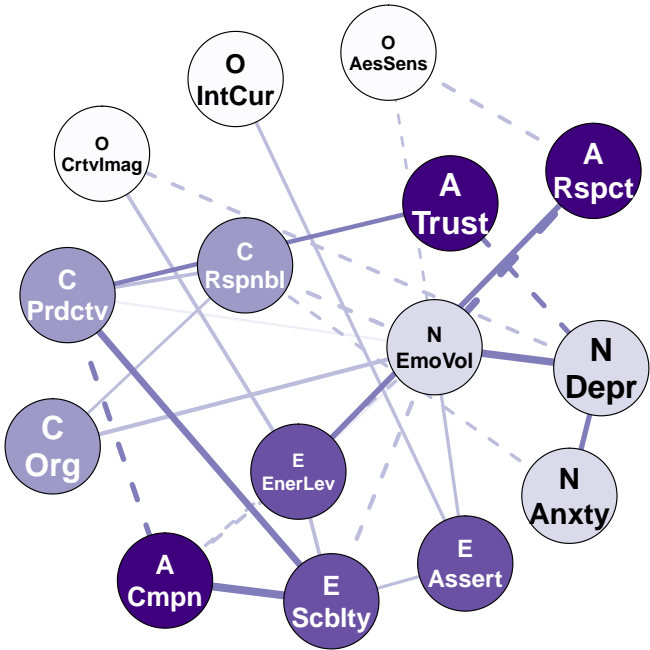 O
AesSens
O
IntCur
O
CrtvImag
A
Rspct
A
Trust
C
Rspnbl
C
Prdctv
N
EmoVol
N
Depr
C
Org
E
EnerLev
N
Anxty
E
Assert
A
Cmpn
E
Scblty